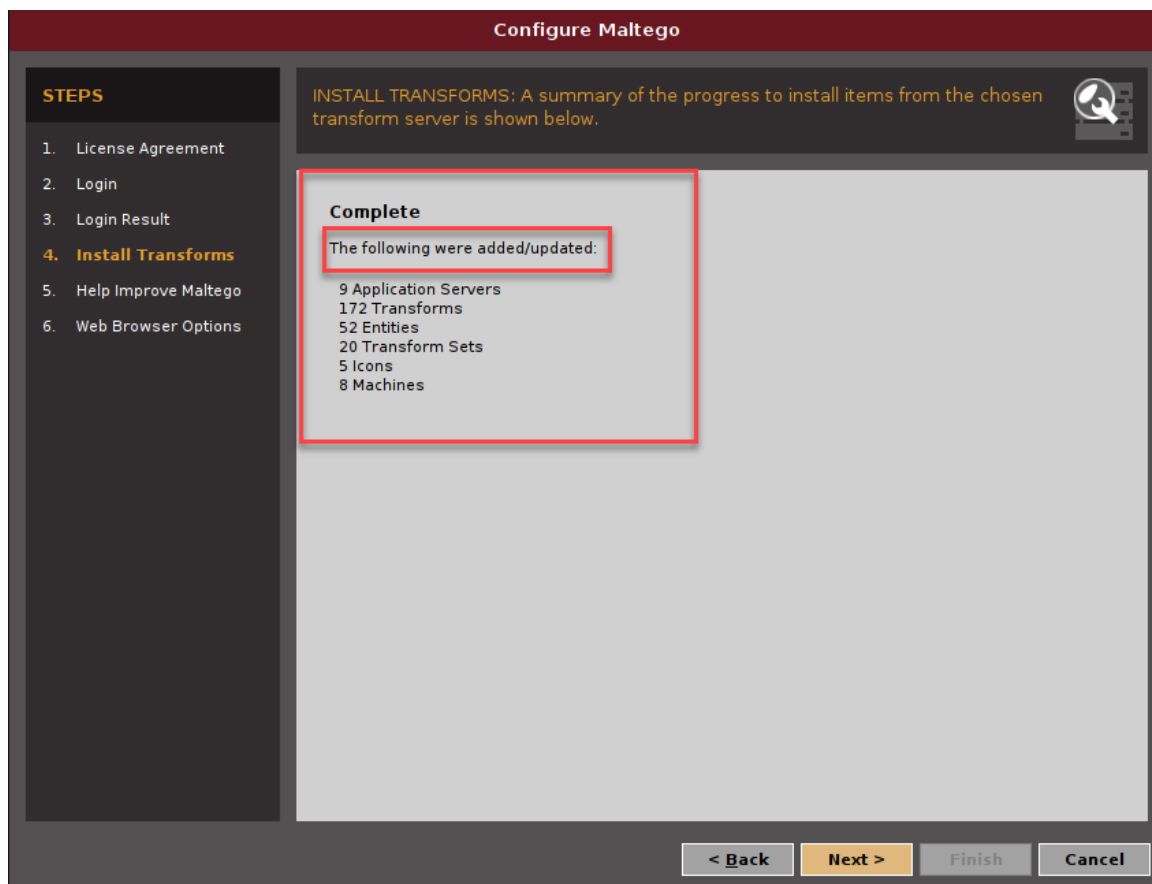 Configure Maltego
STEPS
1. License Agreement
2. Login
3. Login Result
4. Install Transforms
5. Help Improve Maltego
6. Web Browser Options
INSTALL TRANSFORMS: A summary of the progress to install items from the chosen
transform server is shown below.
Complete
The following were added/updated:
9 Application Servers
172 Transforms
52 Entities
20 Transform Sets
5 Icons
8 Machines
< Back
Next >
Finish
Cancel